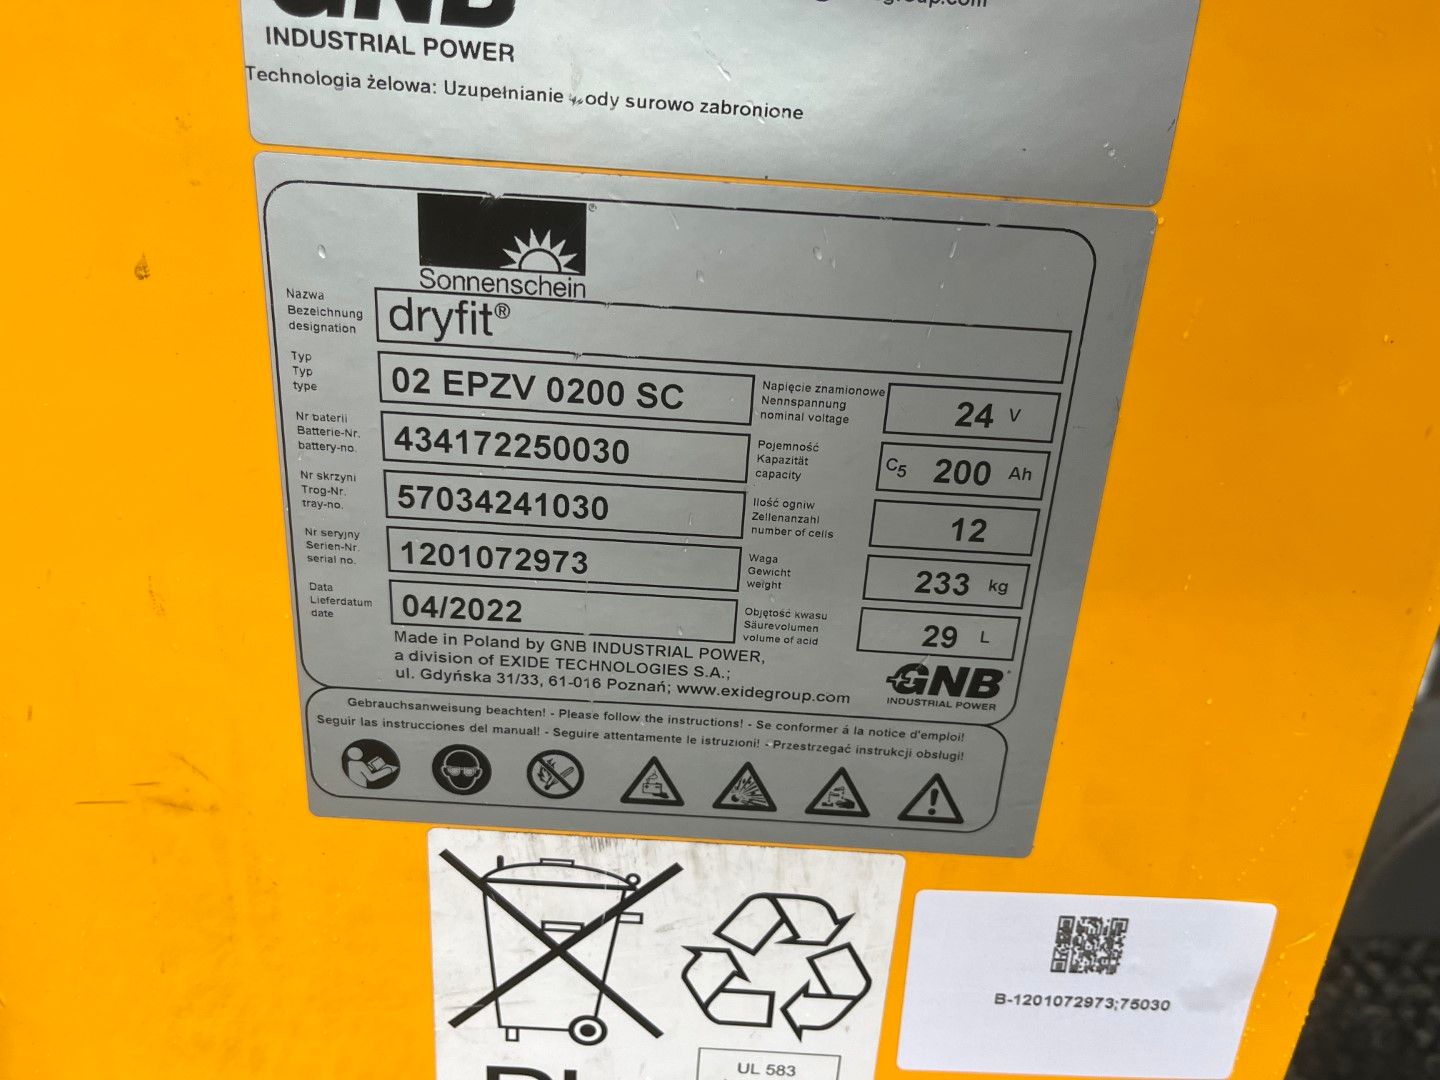 GNB
INDUSTRIAL POWER
Technologia żelowa: Uzupełnianie wody surowo zabronione
Sonnenschein
®
Nazwa
Bezeichnung
designation
dryfit®
Typ
Typ
type
02 EPZV 0200 SC
Nr baterii
Batterie-Nr.
battery-no.
434172250030
Nr skrzyni
Trog-Nr.
tray-no.
57034241030
Nr seryjny
Serien-Nr.
serial no.
1201072973
Data
Lieferdatum
date
04/2022
Napięcie znamionowe
Nennspannung
nominal voltage
24 V
Pojemność
Kapazität
capacity
C5 200 Ah
Ilość ogniw
Zellenanzahl
number of cells
12
Waga
Gewicht
weight
233 kg
Objętość kwasu
Säurevolumen
volume of acid
29 L
Made in Poland by GNB INDUSTRIAL POWER,
a division of EXIDE TECHNOLOGIES S.A.;
ul. Gdyńska 31/33, 61-016 Poznań; www.exidegroup.com
GNB
INDUSTRIAL POWER
Gebrauchsanweisung beachten! - Please follow the instructions! - Se conformer á la notice d'emploi!
Seguir las instrucciones del manual! - Seguire attentamente le istruzioni! - Przestrzegać instrukcji obsługi!
UL 583
B-1201072973;75030